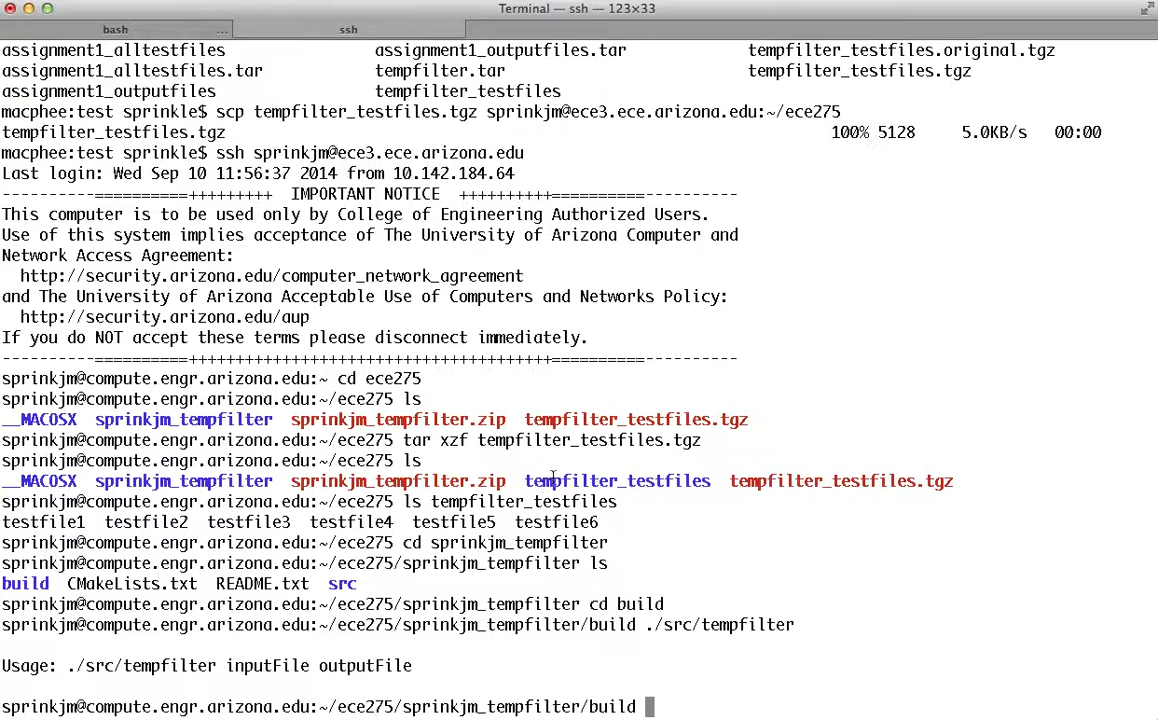 Terminal — ssh — 123×33
bash ... ssh
assignment1_alltestfiles assignment1_outputfiles.tar tempfilter_testfiles.original.tgz
assignment1_alltestfiles.tar tempfilter.tar tempfilter_testfiles.tgz
assignment1_outputfiles tempfilter_testfiles
macphee:test sprinkle$ scp tempfilter_testfiles.tgz sprinkjm@ece3.ece.arizona.edu:~/ece275
tempfilter_testfiles.tgz 100% 5128 5.0KB/s 00:00
macphee:test sprinkle$ ssh sprinkjm@ece3.ece.arizona.edu
Last login: Wed Sep 10 11:56:37 2014 from 10.142.184.64
----------==========+++++++++ IMPORTANT NOTICE ++++++++++==========----------
This computer is to be used only by College of Engineering Authorized Users.
Use of this system implies acceptance of The University of Arizona Computer and
Network Access Agreement:
http://security.arizona.edu/computer_network_agreement
and The University of Arizona Acceptable Use of Computers and Networks Policy:
http://security.arizona.edu/aup
If you do NOT accept these terms please disconnect immediately.
----------==========+++++++++++++++++++++++++++++++++++++++==========----------
sprinkjm@compute.engr.arizona.edu:~ cd ece275
sprinkjm@compute.engr.arizona.edu:~/ece275 ls
__MACOSX sprinkjm_tempfilter sprinkjm_tempfilter.zip tempfilter_testfiles.tgz
sprinkjm@compute.engr.arizona.edu:~/ece275 tar xzf tempfilter_testfiles.tgz
sprinkjm@compute.engr.arizona.edu:~/ece275 ls
__MACOSX sprinkjm_tempfilter sprinkjm_tempfilter.zip tempfilter_testfiles tempfilter_testfiles.tgz
sprinkjm@compute.engr.arizona.edu:~/ece275 ls tempfilter_testfiles
testfile1 testfile2 testfile3 testfile4 testfile5 testfile6
sprinkjm@compute.engr.arizona.edu:~/ece275 cd sprinkjm_tempfilter
sprinkjm@compute.engr.arizona.edu:~/ece275/sprinkjm_tempfilter ls
build CMakeLists.txt README.txt src
sprinkjm@compute.engr.arizona.edu:~/ece275/sprinkjm_tempfilter cd build
sprinkjm@compute.engr.arizona.edu:~/ece275/sprinkjm_tempfilter/build ./src/tempfilter
Usage: ./src/tempfilter inputFile outputFile
sprinkjm@compute.engr.arizona.edu:~/ece275/sprinkjm_tempfilter/build